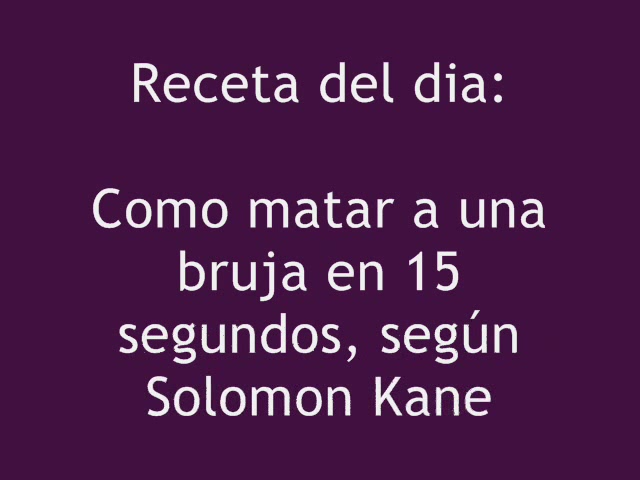 Receta del dia:
Como matar a una
bruja en 15
segundos, según
Solomon Kane